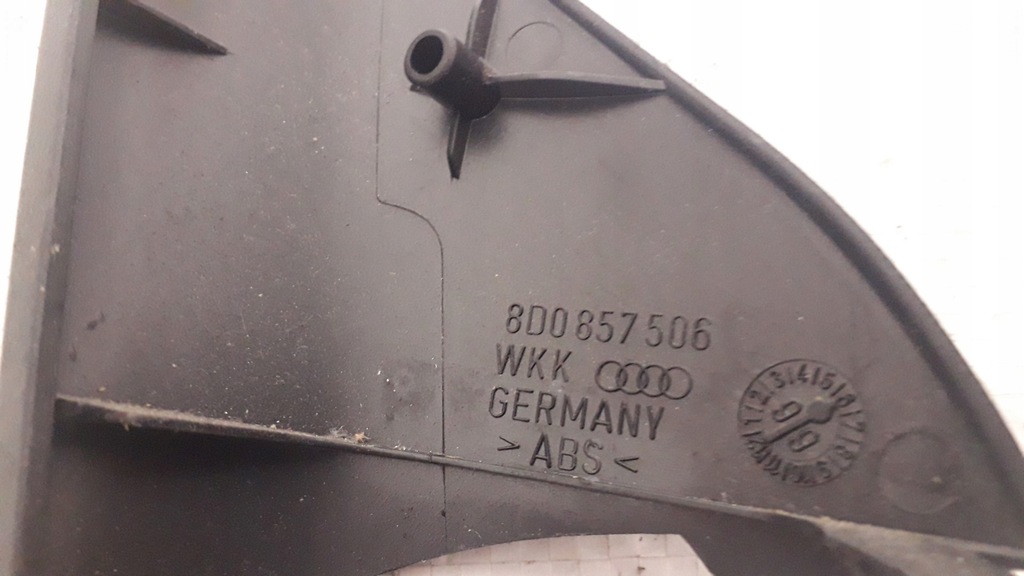 8D0 857 506
WKK
GERMANY
>ABS<